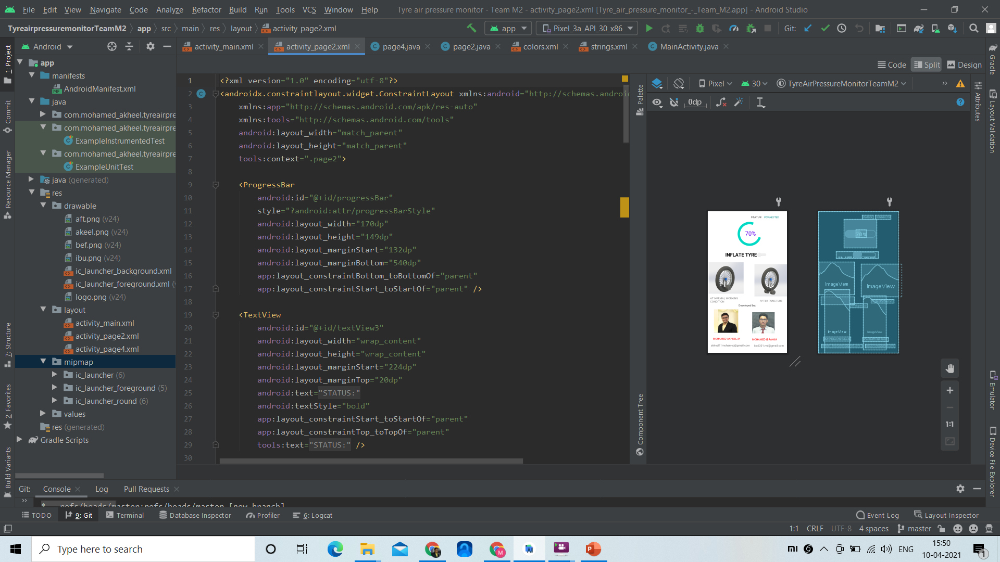 File Edit View Navigate Code Analyze Refactor Build Run Tools VCS Window Help Tyre air pressure monitor - Team M2 - activity_page2.xml [Tyre_air_pressure_monitor_-_Team_M2.app] - Android Studio
TyreairpressuremonitorTeamM2 app src main res layout activity_page2.xml app Pixel_3a_API_30_x86 Git:
Android activity_main.xml activity_page2.xml page4.java page2.java colors.xml strings.xml MainActivity.java
Code Split Design
1: Project
Commit
Resource Manager
7: Structure
2: Favorites
Build Variants
app
manifests
AndroidManifest.xml
java
com.mohamed_akheel.tyreairpre
com.mohamed_akheel.tyreairpre
ExampleInstrumentedTest
com.mohamed_akheel.tyreairpre
ExampleUnitTest
java (generated)
res
drawable
aft.png (v24)
akeel.png (v24)
bef.png (v24)
ibu.png (v24)
ic_launcher_background.xml
ic_launcher_foreground.xml (
logo.png (v24)
layout
activity_main.xml
activity_page2.xml
activity_page4.xml
mipmap
ic_launcher (6)
ic_launcher_foreground (5)
ic_launcher_round (6)
values
res (generated)
Gradle Scripts
1 <?xml version="1.0" encoding="utf-8"?>
2 <androidx.constraintlayout.widget.ConstraintLayout xmlns:android="http://schemas.androi
3 xmlns:app="http://schemas.android.com/apk/res-auto"
4 xmlns:tools="http://schemas.android.com/tools"
5 android:layout_width="match_parent"
6 android:layout_height="match_parent"
7 tools:context=".page2">
8
9 <ProgressBar
10 android:id="@+id/progressBar"
11 style="?android:attr/progressBarStyle"
12 android:layout_width="170dp"
13 android:layout_height="149dp"
14 android:layout_marginStart="132dp"
15 android:layout_marginBottom="540dp"
16 app:layout_constraintBottom_toBottomOf="parent"
17 app:layout_constraintStart_toStartOf="parent" />
18
19 <TextView
20 android:id="@+id/textView3"
21 android:layout_width="wrap_content"
22 android:layout_height="wrap_content"
23 android:layout_marginStart="224dp"
24 android:layout_marginTop="20dp"
25 android:text="STATUS:"
26 android:textStyle="bold"
27 app:layout_constraintStart_toStartOf="parent"
28 app:layout_constraintTop_toTopOf="parent"
29 tools:text="STATUS:" />
30
Palette
Component Tree
Pixel 30 TyreAirPressureMonitorTeamM2
0dp
STATUS: CONNECTED
70%
INFLATE TYRE
AT NORMAL WORKING
CONDITION
AFTER PUNCTURE
Developed by:
MOHAMED AKHEEL.M MOHAMED IBRAHIM
akheel11mohamed@gmail.com ibu6301.md@gmail.com
70%
ImageView ImageView
ImageView ImageView
1:1
Attributes
Gradle
Layout Validation
Emulator
Device File Explorer
Git: Console Log Pull Requests
* refs/heads/master:refs/heads/master [new branch]
TODO 9: Git Terminal Database Inspector Profiler 6: Logcat Event Log Layout Inspector
1:1 CRLF UTF-8 4 spaces master
Type here to search
ENG
15:50
10-04-2021
1